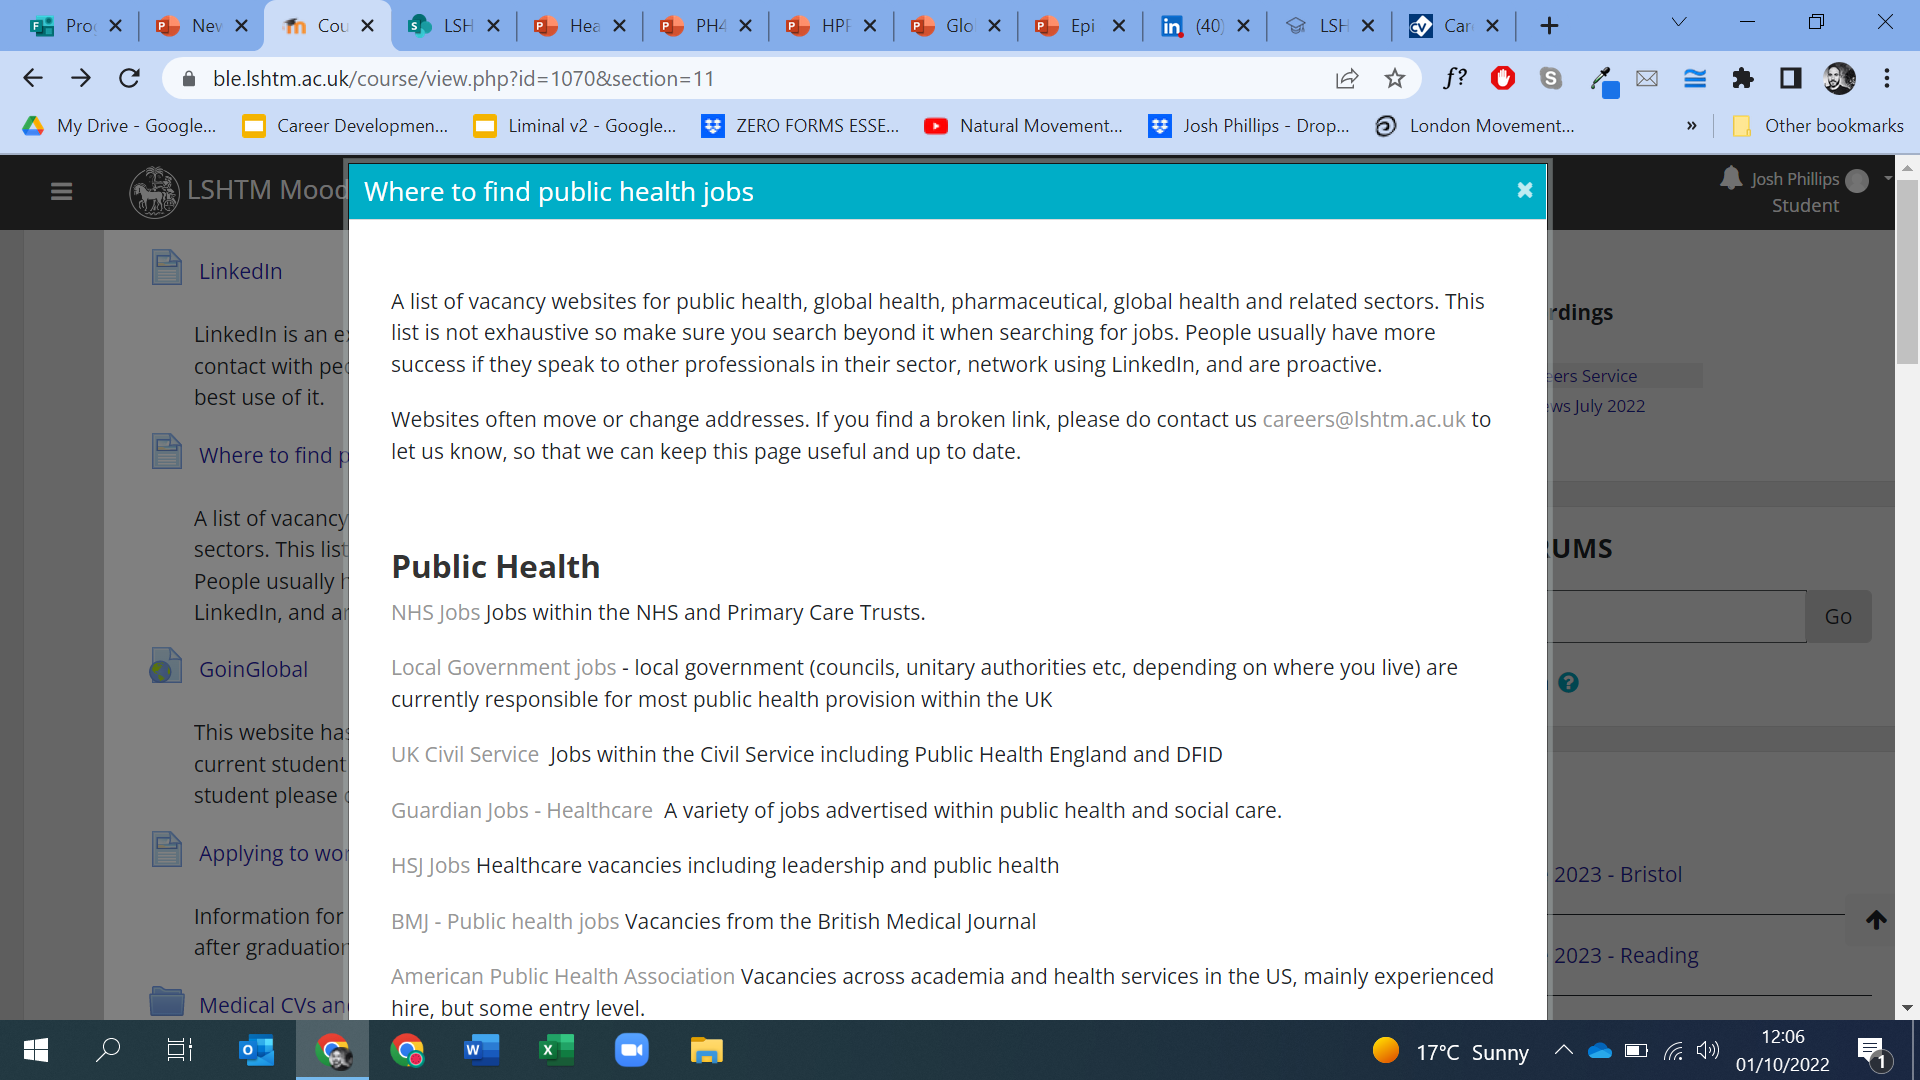 Pro
New
Cou
LSH
Hea
PH4
HPF
Glo
Epi
(40)
LSH
Car
ble.lshtm.ac.uk/course/view.php?id=1070&section=11
f?
My Drive - Google...
Career Developmen...
Liminal v2 - Google...
ZERO FORMS ESSE...
Natural Movement...
Josh Phillips - Drop...
London Movement...
»
Other bookmarks
LSHTM Mood
Where to find public health jobs
Josh Phillips
Student
LinkedIn
LinkedIn is an ex
contact with peo
best use of it.
Where to find p
A list of vacancy
sectors. This list
People usually h
LinkedIn, and ar
GoinGlobal
This website has
current student
student please c
Applying to wor
Information for
after graduation
Medical CVs and
A list of vacancy websites for public health, global health, pharmaceutical, global health and related sectors. This
list is not exhaustive so make sure you search beyond it when searching for jobs. People usually have more
success if they speak to other professionals in their sector, network using LinkedIn, and are proactive.
Websites often move or change addresses. If you find a broken link, please do contact us careers@lshtm.ac.uk to
let us know, so that we can keep this page useful and up to date.
Public Health
NHS Jobs Jobs within the NHS and Primary Care Trusts.
Local Government jobs - local government (councils, unitary authorities etc, depending on where you live) are
currently responsible for most public health provision within the UK
UK Civil Service Jobs within the Civil Service including Public Health England and DFID
Guardian Jobs - Healthcare A variety of jobs advertised within public health and social care.
HSJ Jobs Healthcare vacancies including leadership and public health
BMJ - Public health jobs Vacancies from the British Medical Journal
American Public Health Association Vacancies across academia and health services in the US, mainly experienced
hire, but some entry level.
rdings
eers Service
ews July 2022
RUMS
Go
2023 - Bristol
2023 - Reading
17°C Sunny
12:06
01/10/2022
1